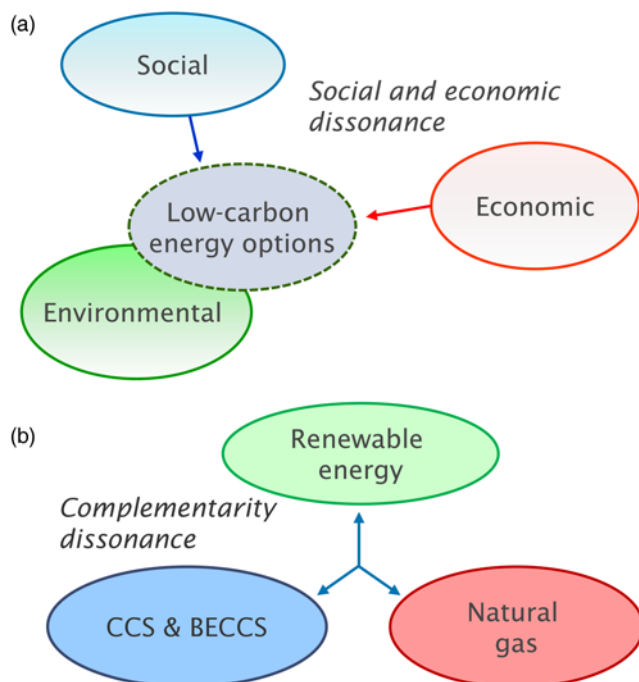 (a)
Social
Social and economic
dissonance
Low-carbon
energy options
Economic
Environmental
(b)
Renewable
energy
Complementarity
dissonance
CCS & BECCS
Natural
gas